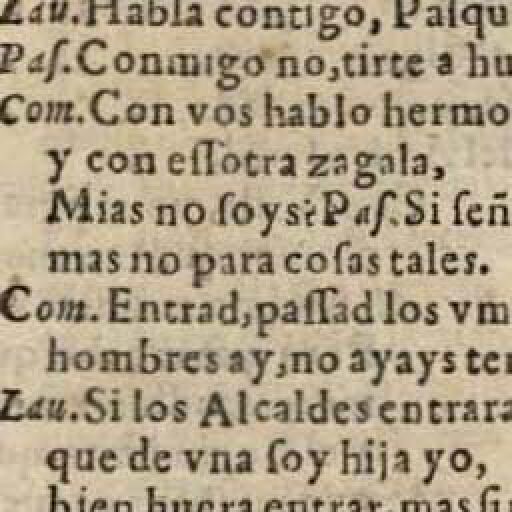 Lau.Habla contigo, Paſqu
Paſ.Conmigo no,tirte a hu
Com.Con vos hablo hermo
y con eſſotra zagala,
Mias no ſoys? Paſ.Si ſeñ
mas no para coſas tales.
Com.Entrad,paſſad los vm
hombres ay,no ayays te
Lau.Si los Alcaldes entrara
que de vna ſoy hija yo,
bien huera entrar, mas ſi